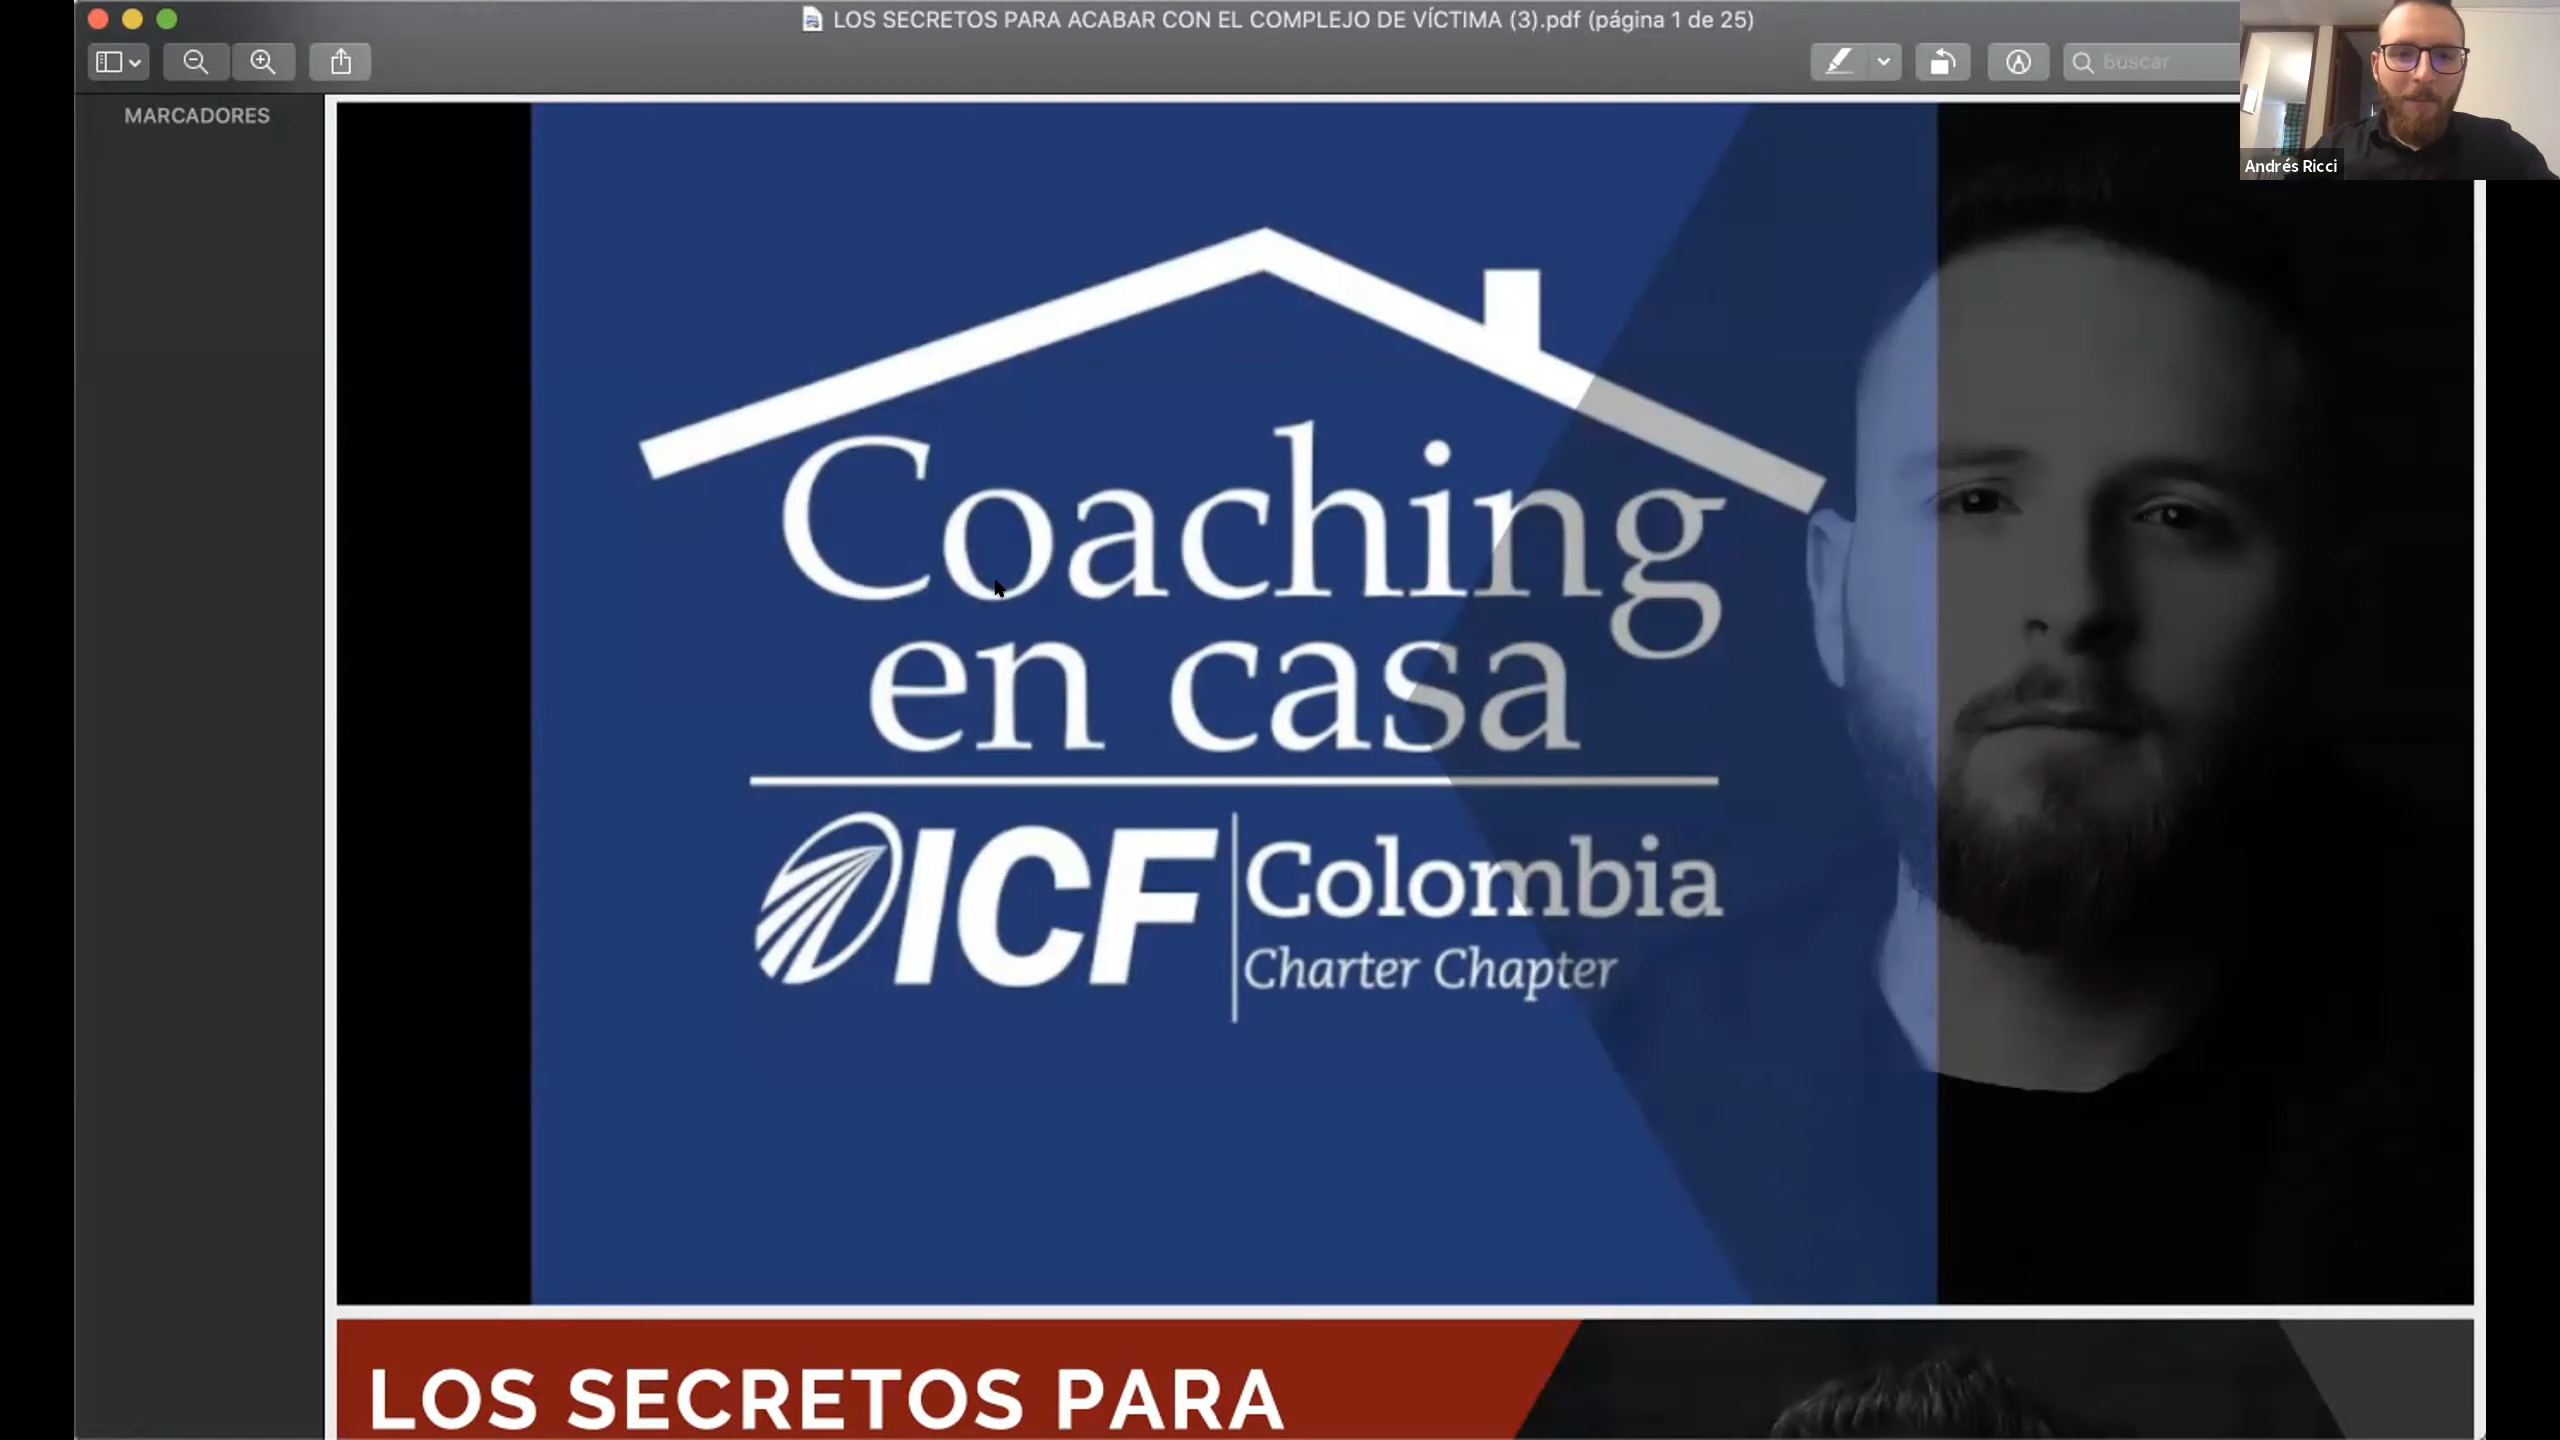 LOS SECRETOS PARA ACABAR CON EL COMPLEJO DE VÍCTIMA (3).pdf (página 1 de 25)
Buscar
MARCADORES
Andrés Ricci
Coaching
en casa
ICF
Colombia
Charter Chapter
LOS SECRETOS PARA